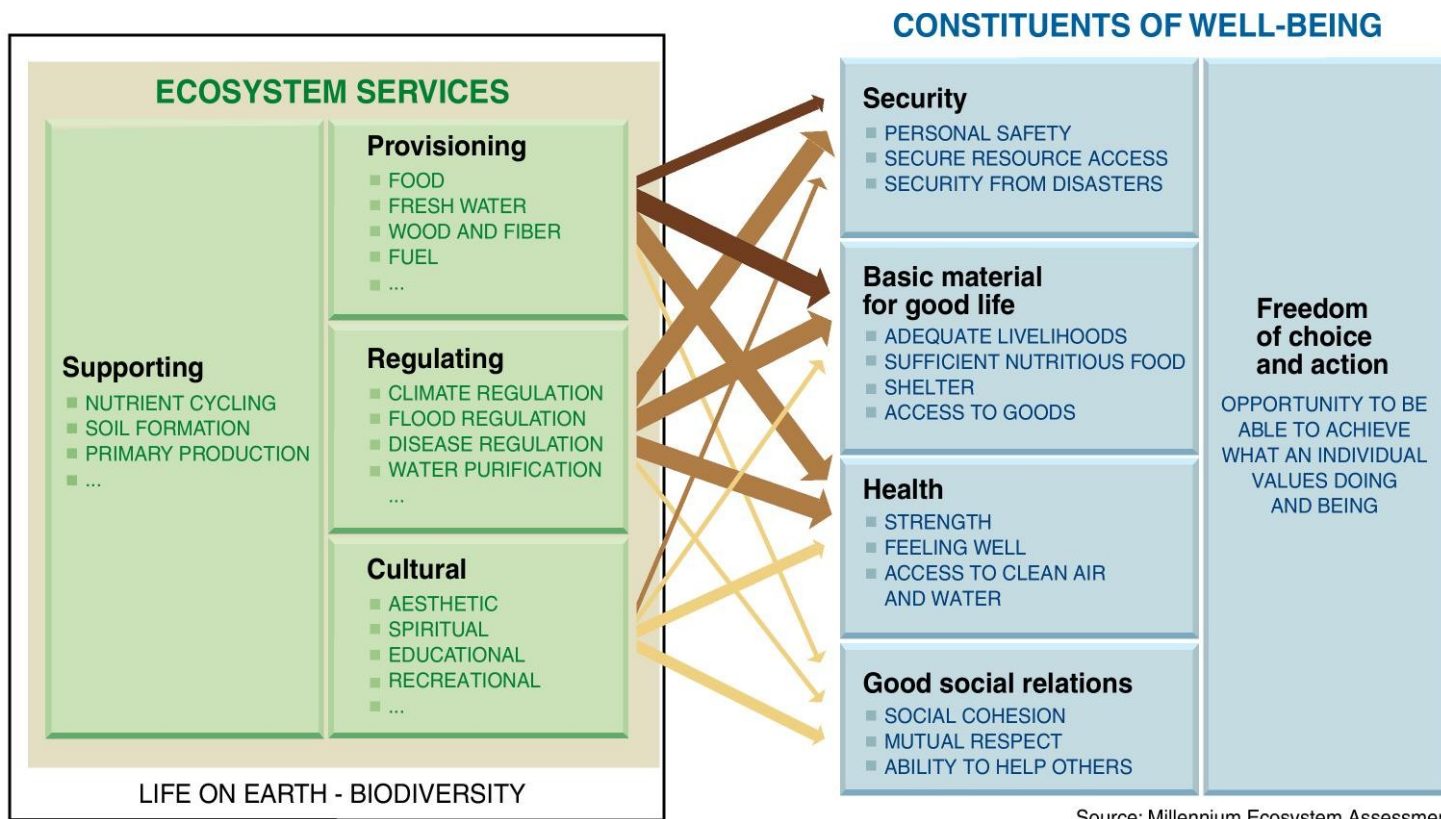 CONSTITUENTS OF WELL-BEING
ECOSYSTEM SERVICES
Supporting
NUTRIENT CYCLING
SOIL FORMATION
PRIMARY PRODUCTION
...
Provisioning
FOOD
FRESH WATER
WOOD AND FIBER
FUEL
...
Regulating
CLIMATE REGULATION
FLOOD REGULATION
DISEASE REGULATION
WATER PURIFICATION
...
Cultural
AESTHETIC
SPIRITUAL
EDUCATIONAL
RECREATIONAL
...
LIFE ON EARTH - BIODIVERSITY
Security
PERSONAL SAFETY
SECURE RESOURCE ACCESS
SECURITY FROM DISASTERS
Basic material
for good life
ADEQUATE LIVELIHOODS
SUFFICIENT NUTRITIOUS FOOD
SHELTER
ACCESS TO GOODS
Health
STRENGTH
FEELING WELL
ACCESS TO CLEAN AIR
AND WATER
Good social relations
SOCIAL COHESION
MUTUAL RESPECT
ABILITY TO HELP OTHERS
Freedom
of choice
and action
OPPORTUNITY TO BE
ABLE TO ACHIEVE
WHAT AN INDIVIDUAL
VALUES DOING
AND BEING
Source: Millennium Ecosystem